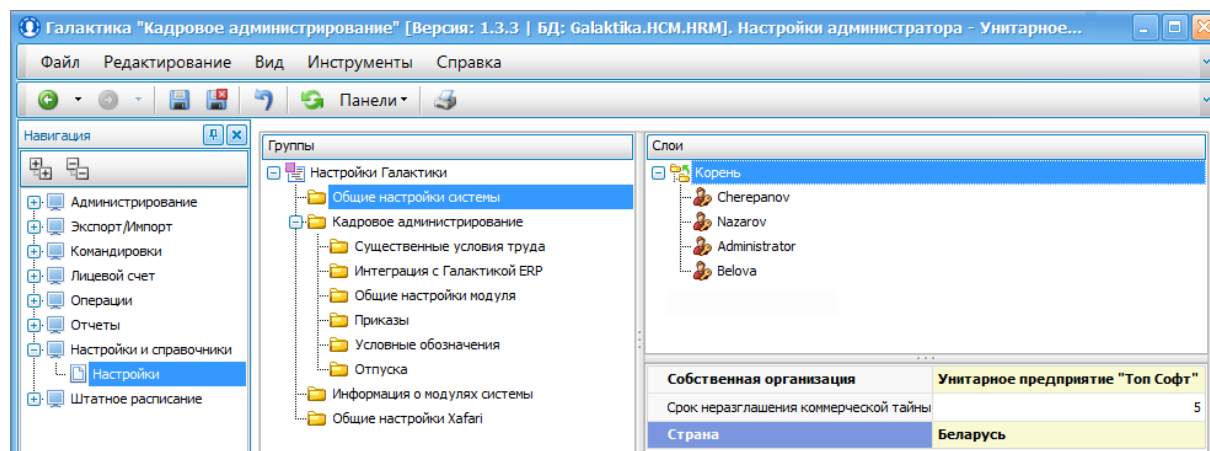 Галактика "Кадровое администрирование" [Версия: 1.3.3 | БД: Galaktika.HCM.HRM]. Настройки администратора - Унитарное...
Файл Редактирование Вид Инструменты Справка
Панели
Навигация
Администрирование
Экспорт/Импорт
Командировки
Лицевой счет
Операции
Отчеты
Настройки и справочники
Настройки
Штатное расписание
Группы
Настройки Галактики
Общие настройки системы
Кадровое администрирование
Существенные условия труда
Интеграция с Галактикой ERP
Общие настройки модуля
Приказы
Условные обозначения
Отпуска
Информация о модулях системы
Общие настройки Xafari
Слои
Корень
Cherepanov
Nazarov
Administrator
Belova
Собственная организация Унитарное предприятие "Топ Софт"
Срок неразглашения коммерческой тайны 5
Страна Беларусь